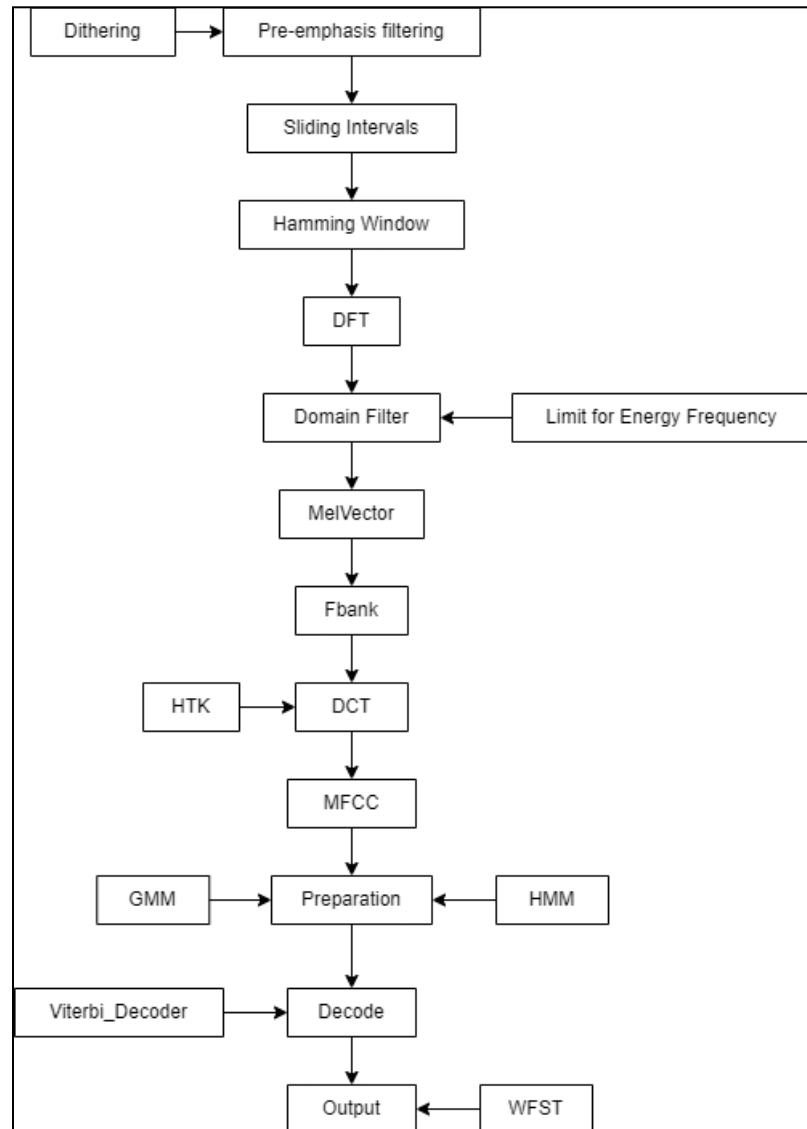 Dithering
Pre-emphasis filtering
Sliding Intervals
Hamming Window
DFT
Domain Filter
Limit for Energy Frequency
MelVector
Fbank
HTK
DCT
MFCC
GMM
Preparation
HMM
Viterbi_Decoder
Decode
Output
WFST